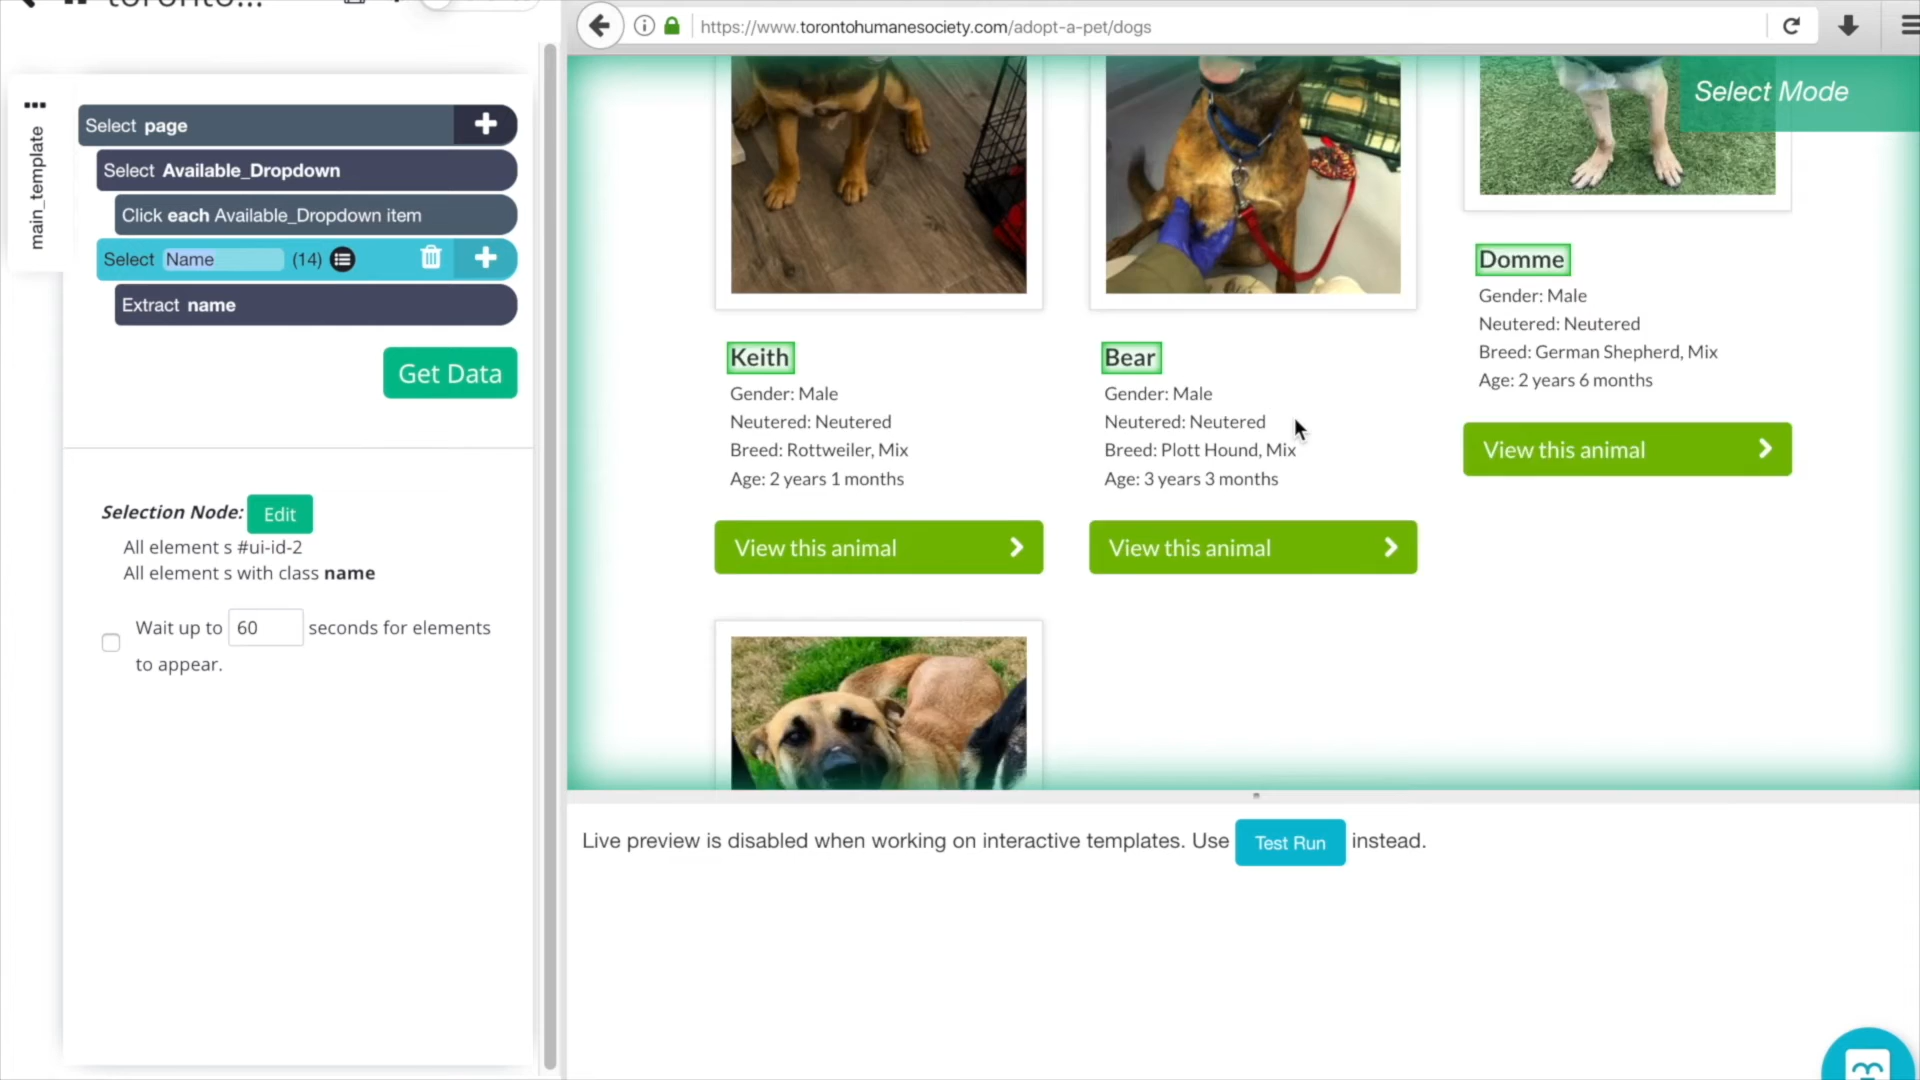 main_template
Select page
Select Available_Dropdown
Click each Available_Dropdown item
Select Name (14)
Extract name
Get Data
Selection Node: Edit
All element s #ui-id-2
All element s with class name
Wait up to 60 seconds for elements
to appear.
https://www.torontohumanesociety.com/adopt-a-pet/dogs
Select Mode
Keith
Gender: Male
Neutered: Neutered
Breed: Rottweiler, Mix
Age: 2 years 1 months
View this animal
Bear
Gender: Male
Neutered: Neutered
Breed: Plott Hound, Mix
Age: 3 years 3 months
View this animal
Domme
Gender: Male
Neutered: Neutered
Breed: German Shepherd, Mix
Age: 2 years 6 months
View this animal
Live preview is disabled when working on interactive templates. Use Test Run instead.